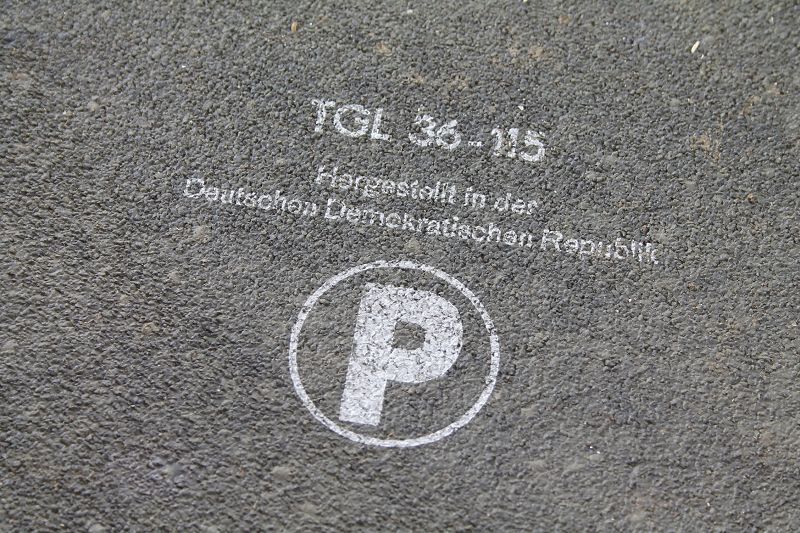 TGL 36-115
Hergestellt in der
Deutschen Demokratischen Republik
P